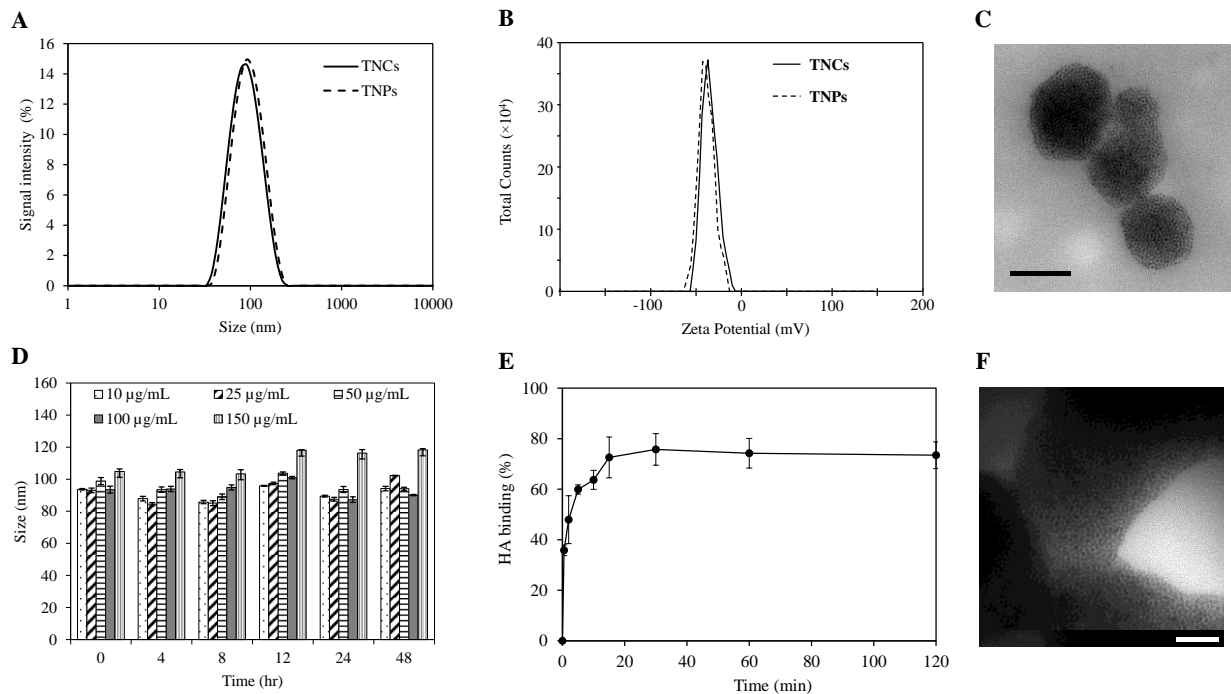 A
16
14
12
10
8
6
4
2
0
Signal intensity (%)
TNCs
TNPs
1 10 100 1000 10000
Size (nm)
B
40
30
20
10
0
Total Counts (×10⁴)
TNCs
TNPs
-100 0 100 200
Zeta Potential (mV)
C
D
160
140
120
100
80
60
40
20
0
Size (nm)
10 µg/mL 25 µg/mL 50 µg/mL
100 µg/mL 150 µg/mL
0 4 8 12 24 48
Time (hr)
E
100
80
60
40
20
0
HA binding (%)
0 20 40 60 80 100 120
Time (min)
F